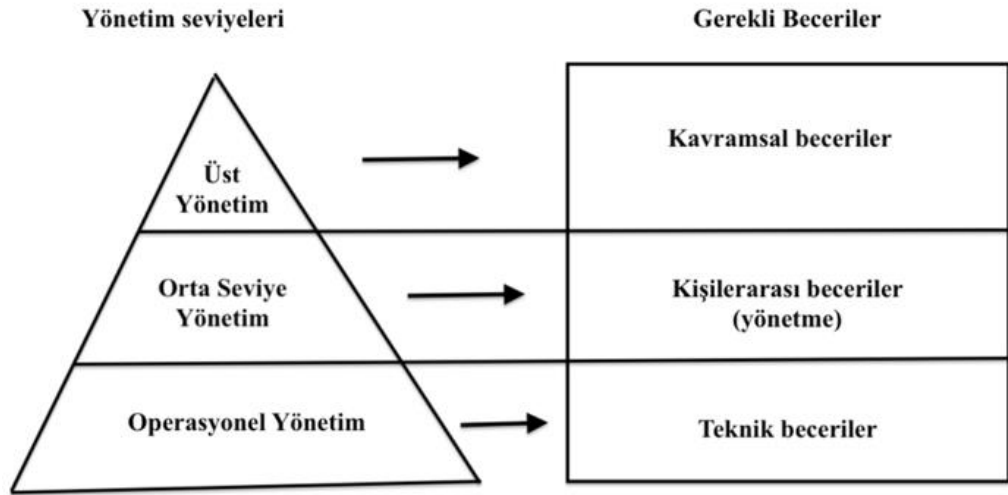 Yönetim seviyeleri
Gerekli Beceriler
Üst
Yönetim
Kavramsal beceriler
Orta Seviye
Yönetim
Kişilerarası beceriler
(yönetme)
Operasyonel Yönetim
Teknik beceriler